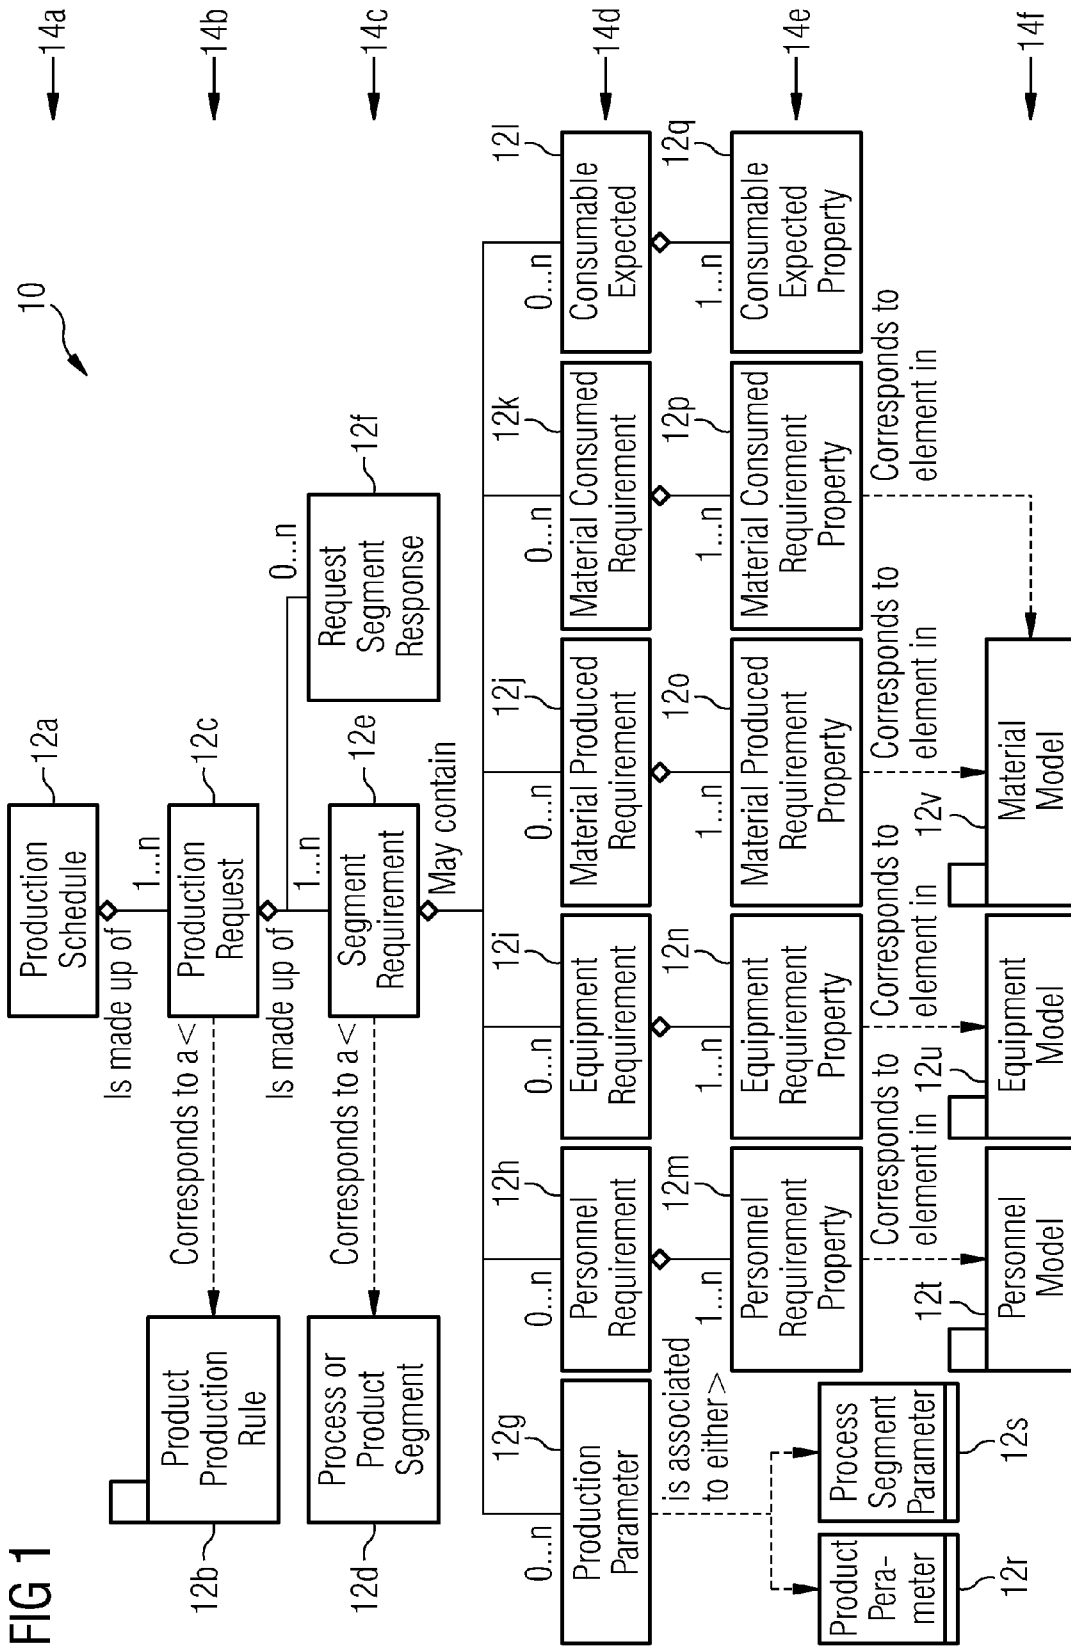 FIG 1
10
14a
14b
14c
14d
14e
14f
Production
Schedule
12a
Is made up of
1...n
Production
Request
12c
Corresponds to a <
Product
Production
Rule
12b
Is made up of
1...n
0...n
Request
Segment
Response
12f
Segment
Requirement
12e
Corresponds to a <
Process or
Product
Segment
12d
May contain
0...n
Production
Parameter
12g
0...n
Personnel
Requirement
12h
0...n
Equipment
Requirement
12i
0...n
Material Produced
Requirement
12j
0...n
Material Consumed
Requirement
12k
0...n
Consumable
Expected
12l
is associated
to either >
1...n
Personnel
Requirement
Property
12m
1...n
Equipment
Requirement
Property
12n
1...n
Material Produced
Requirement
Property
12o
1...n
Material Consumed
Requirement
Property
12p
1...n
Consumable
Expected
Property
12q
Product
Pera-
meter
12r
Process
Segment
Parameter
12s
Corresponds to
element in
Corresponds to
element in
Corresponds to
element in
Corresponds to
element in
Personnel
Model
12t
Equipment
Model
12u
Material
Model
12v